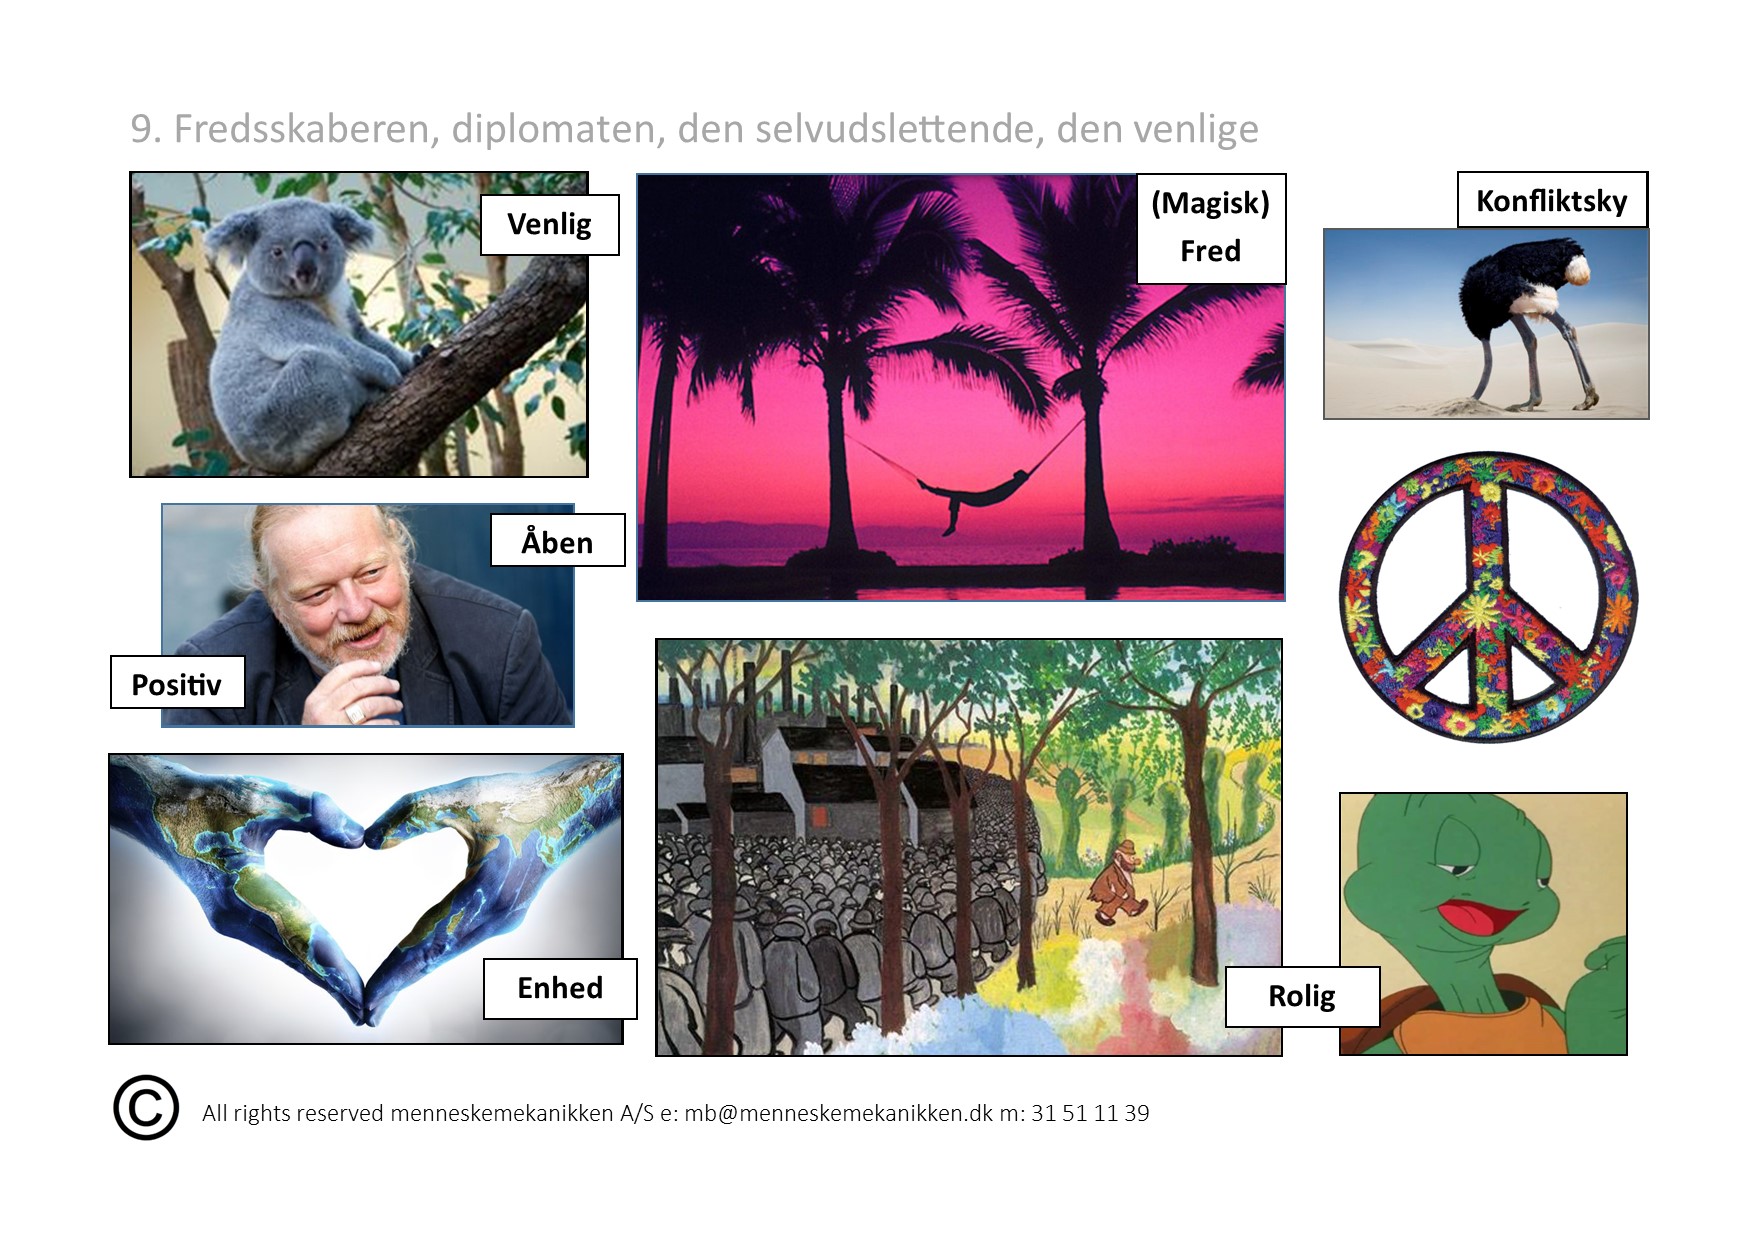 9. Fredsskaberen, diplomaten, den selvudslettende, den venlige
Venlig
(Magisk)
Fred
Konfliktsky
Åben
Positiv
Enhed
Rolig
© All rights reserved menneskemekanikken A/S e: mb@menneskemekanikken.dk m: 31 51 11 39